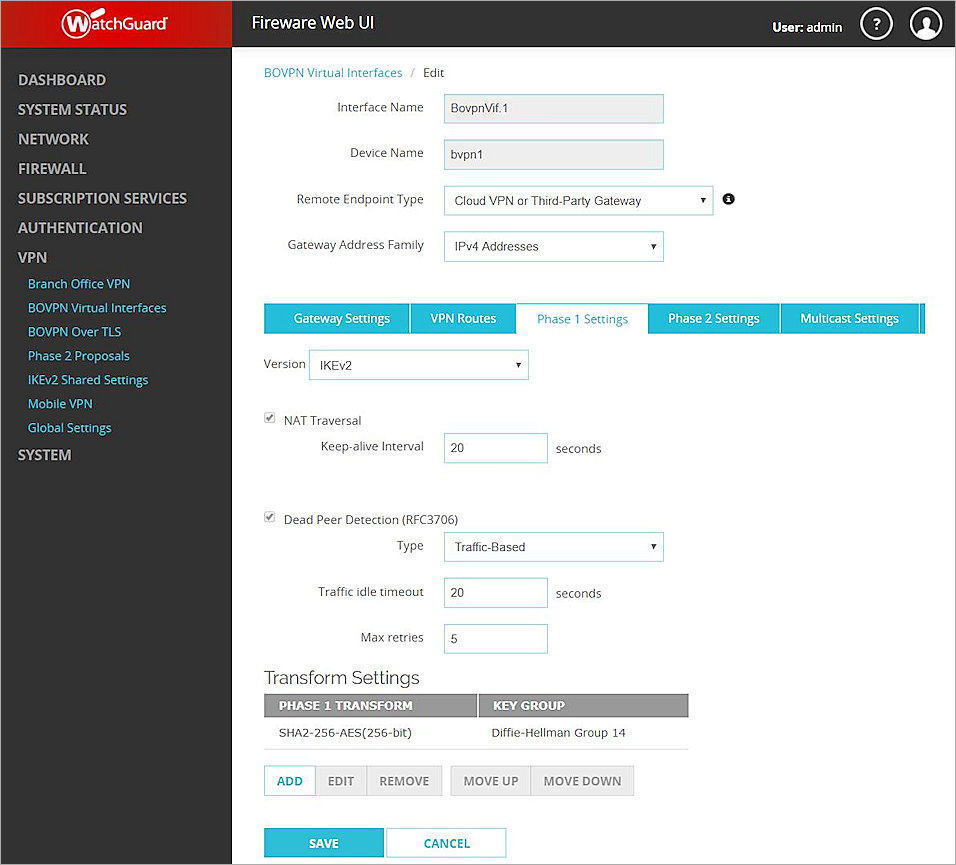 WatchGuard
Fireware Web UI
User: admin
?
DASHBOARD
SYSTEM STATUS
NETWORK
FIREWALL
SUBSCRIPTION SERVICES
AUTHENTICATION
VPN
Branch Office VPN
BOVPN Virtual Interfaces
BOVPN Over TLS
Phase 2 Proposals
IKEv2 Shared Settings
Mobile VPN
Global Settings
SYSTEM
BOVPN Virtual Interfaces / Edit
Interface Name BovpnVif.1
Device Name bvpn1
Remote Endpoint Type Cloud VPN or Third-Party Gateway
Gateway Address Family IPv4 Addresses
Gateway Settings VPN Routes Phase 1 Settings Phase 2 Settings Multicast Settings
Version IKEv2
NAT Traversal
Keep-alive Interval 20 seconds
Dead Peer Detection (RFC3706)
Type Traffic-Based
Traffic idle timeout 20 seconds
Max retries 5
Transform Settings
PHASE 1 TRANSFORM KEY GROUP
SHA2-256-AES(256-bit) Diffie-Hellman Group 14
ADD EDIT REMOVE MOVE UP MOVE DOWN
SAVE CANCEL